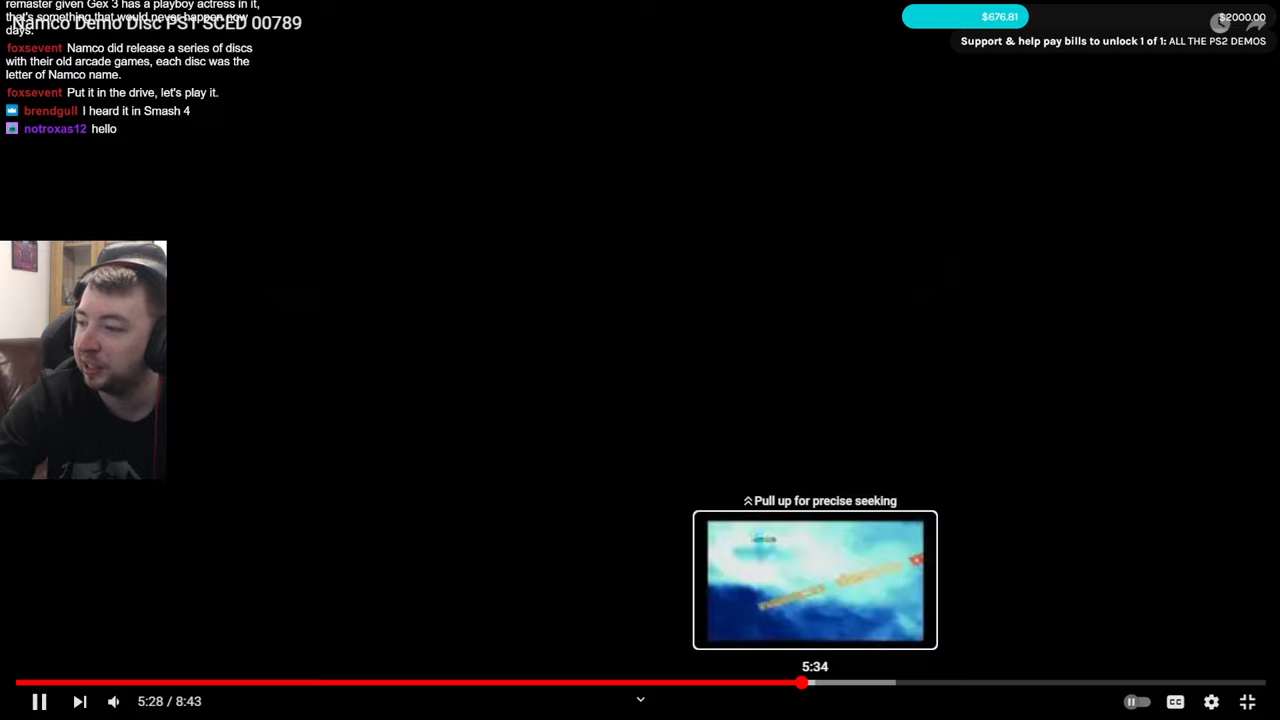 remaster given Gex 3 has a playboy actress in it,
that's something that would never happen now
days.
Namco Demo Disc PS1 SCED 00789
foxsevent Namco did release a series of discs
with their old arcade games, each disc was the
letter of Namco name.
foxsevent Put it in the drive, let's play it.
brendgull I heard it in Smash 4
notroxas12 hello
$676.81
$2000.00
Support & help pay bills to unlock 1 of 1: ALL THE PS2 DEMOS
Pull up for precise seeking
5:34
5:28 / 8:43
CC